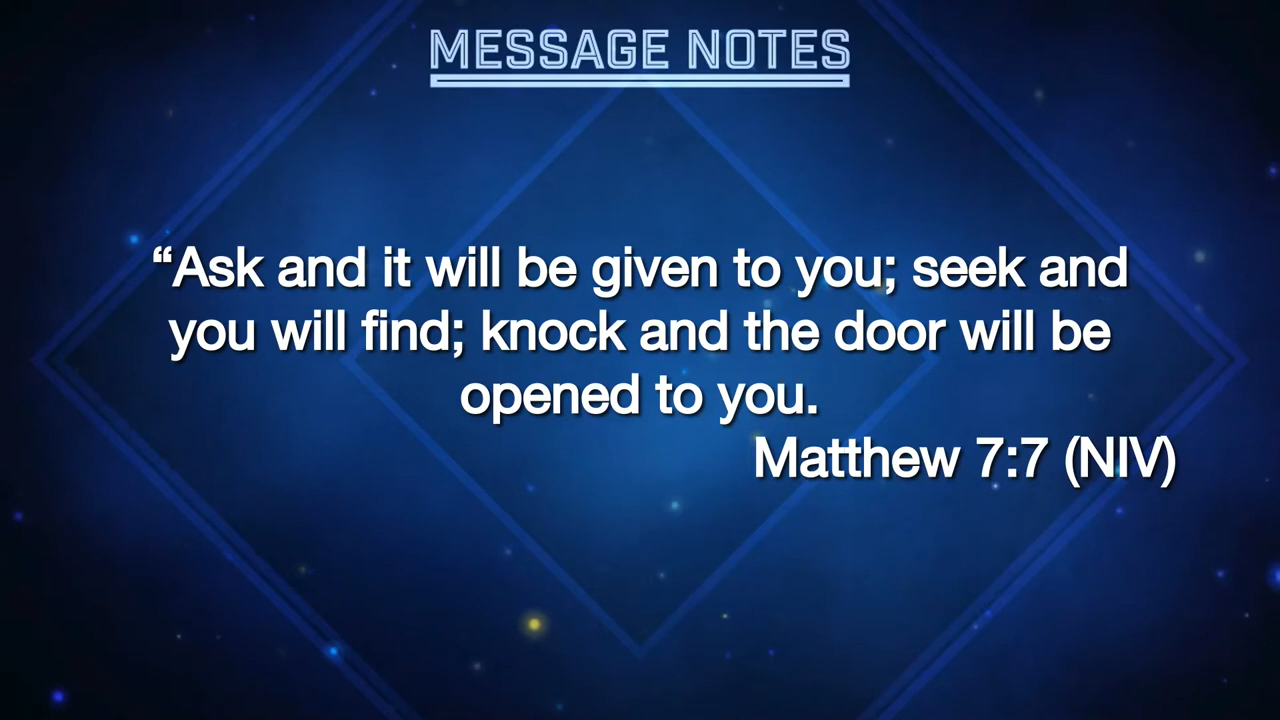 MESSAGE NOTES
“Ask and it will be given to you; seek and
you will find; knock and the door will be
opened to you.
Matthew 7:7 (NIV)